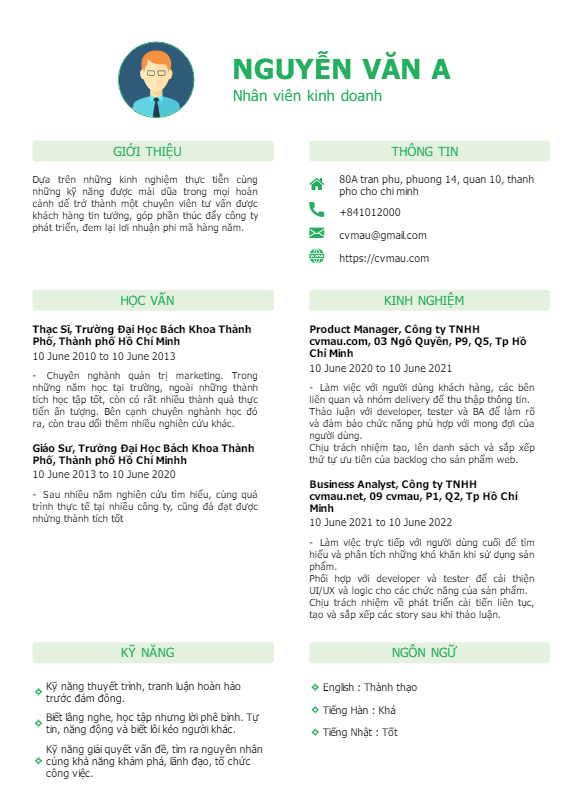 NGUYỄN VĂN A
Nhân viên kinh doanh
GIỚI THIỆU
Dựa trên những kinh nghiệm thực tiễn cùng
những kỹ năng được mài dũa trong mọi hoàn
cảnh để trở thành một chuyên viên tư vấn được
khách hàng tin tưởng, góp phần thúc đẩy công ty
phát triển, đem lại lơi nhuận phi mã hàng năm.
THÔNG TIN
80A tran phu, phuong 14, quan 10, thanh
pho cho chi minh
+841012000
cvmau@gmail.com
https://cvmau.com
HỌC VẤN
Thạc Sĩ, Trường Đại Học Bách Khoa Thành
Phố, Thành phố Hồ Chí Minh
10 June 2010 to 10 June 2013
- Chuyên nghành quản trị marketing. Trong
những năm học tại trường, ngoài những thành
tích học tập tốt, còn có rất nhiều thành quả thực
tiển ấn tượng. Bên cạnh chuyên nghành học đó
ra, còn trau dồi thêm nhiều nghiên cứu khác.
Giáo Sư, Trường Đại Học Bách Khoa Thành
Phố, Thành phố Hồ Chí Minhh
10 June 2013 to 10 June 2020
- Sau nhiều năm nghiên cứu tìm hiểu, cùng quá
trình thực tế tại nhiều công ty, cũng đã đạt được
những thành tích tốt
KINH NGHIỆM
Product Manager, Công ty TNHH
cvmau.com, 03 Ngô Quyền, P9, Q5, Tp Hồ
Chí Minh
10 June 2020 to 10 June 2021
- Làm việc với người dùng khách hàng, các bên
liên quan và nhóm delivery để thu thập thông tin.
Thảo luận với developer, tester và BA để làm rõ
và đảm bảo chức năng phù hợp với mong đợi của
người dùng.
Chịu trách nhiệm tạo, lên danh sách và sắp xếp
thứ tự ưu tiên của backlog cho sản phẩm web.
Business Analyst, Công ty TNHH
cvmau.net, 09 cvmau, P1, Q2, Tp Hồ Chí
Minh
10 June 2021 to 10 June 2022
- Làm việc trực tiếp với người dùng cuối để tìm
hiểu và phân tích những khó khăn khi sử dụng sản
phẩm.
Phối hợp với developer và tester để cải thiện
UI/UX và logic cho các chức năng của sản phẩm.
Chịu trách nhiệm về phát triển cải tiến liên tục,
tạo và sắp xếp các story sau khi thảo luận.
KỸ NĂNG
Kỹ năng thuyết trình, tranh luận hoàn hảo
trước đám đông.
Biết lắng nghe, học tập nhưng lời phê bình. Tự
tin, năng động và biết lôi kéo người khác.
Kỹ năng giải quyết vấn đề, tìm ra nguyên nhân
cùng khả năng khám phá, lãnh đạo, tổ chức
công việc.
NGÔN NGỮ
English : Thành thạo
Tiếng Hàn : Khá
Tiếng Nhật : Tốt